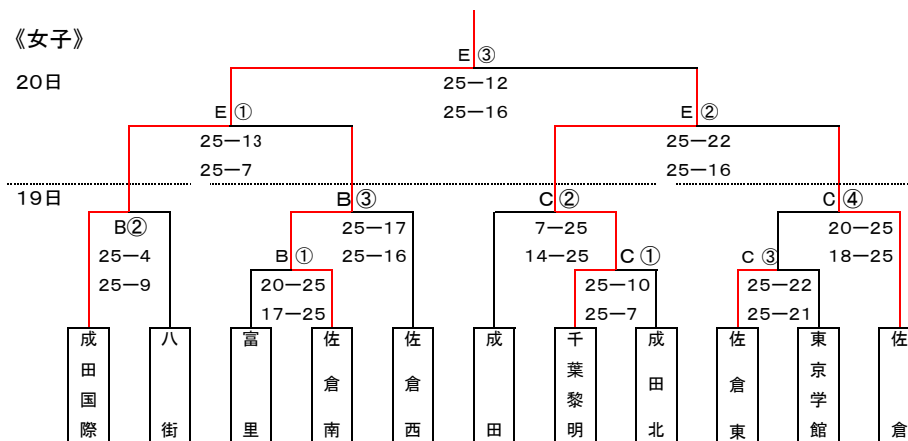 《女子》
E③
20日
25―12
25―16
E①
E②
25―13
25―22
25―7
25―16
19日
B③
C②
C④
B②
25―17
7―25
20―25
25―4
B①
25―16
14―25
C①
C③
18―25
25―9
20―25
25―10
25―22
17―25
25―7
25―21
成田国際
八街
富里
佐倉南
佐倉西
成田
千葉黎明
成田北
佐倉東
東京学館
佐倉